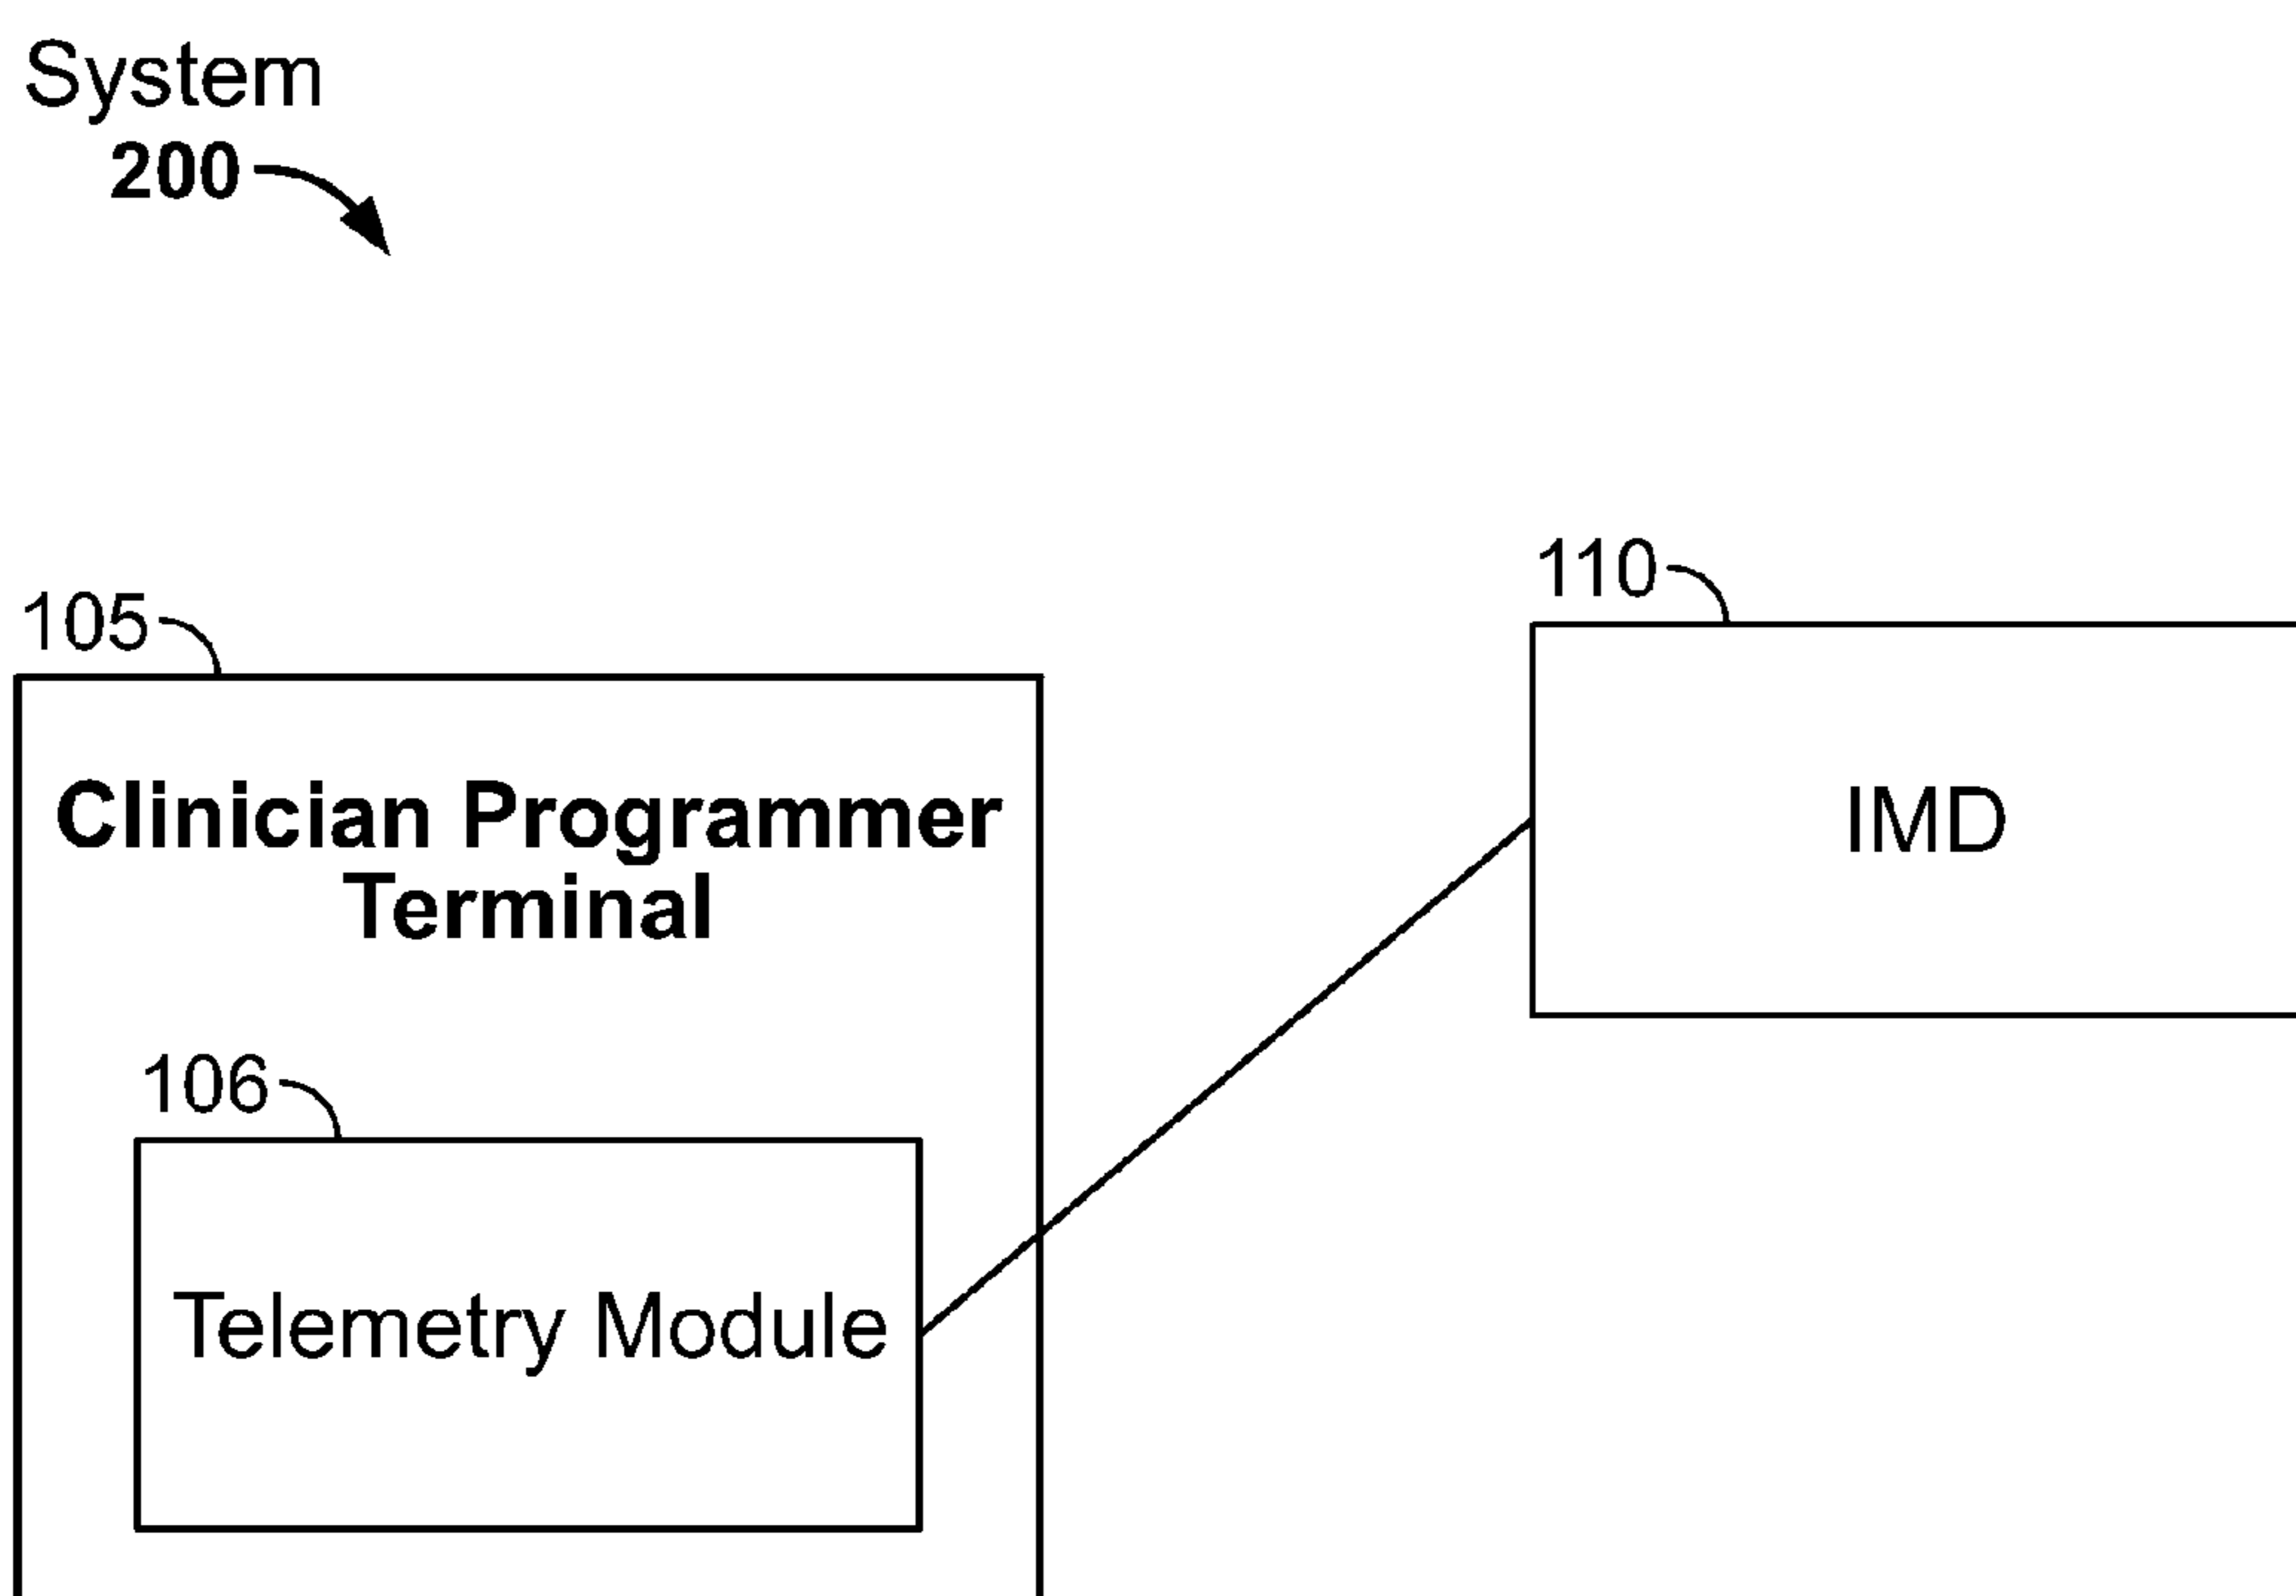 System
200
110
105
Clinician Programmer
Terminal
IMD
106
Telemetry Module